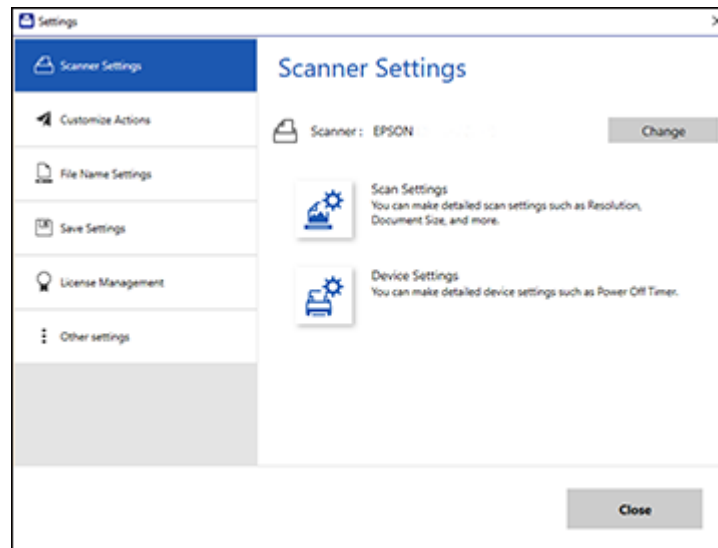 Settings
Scanner Settings
Customize Actions
File Name Settings
Save Settings
License Management
Other settings
Scanner Settings
Scanner : EPSON
Change
Scan Settings
You can make detailed scan settings such as Resolution,
Document Size, and more.
Device Settings
You can make detailed device settings such as Power Off Timer.
Close